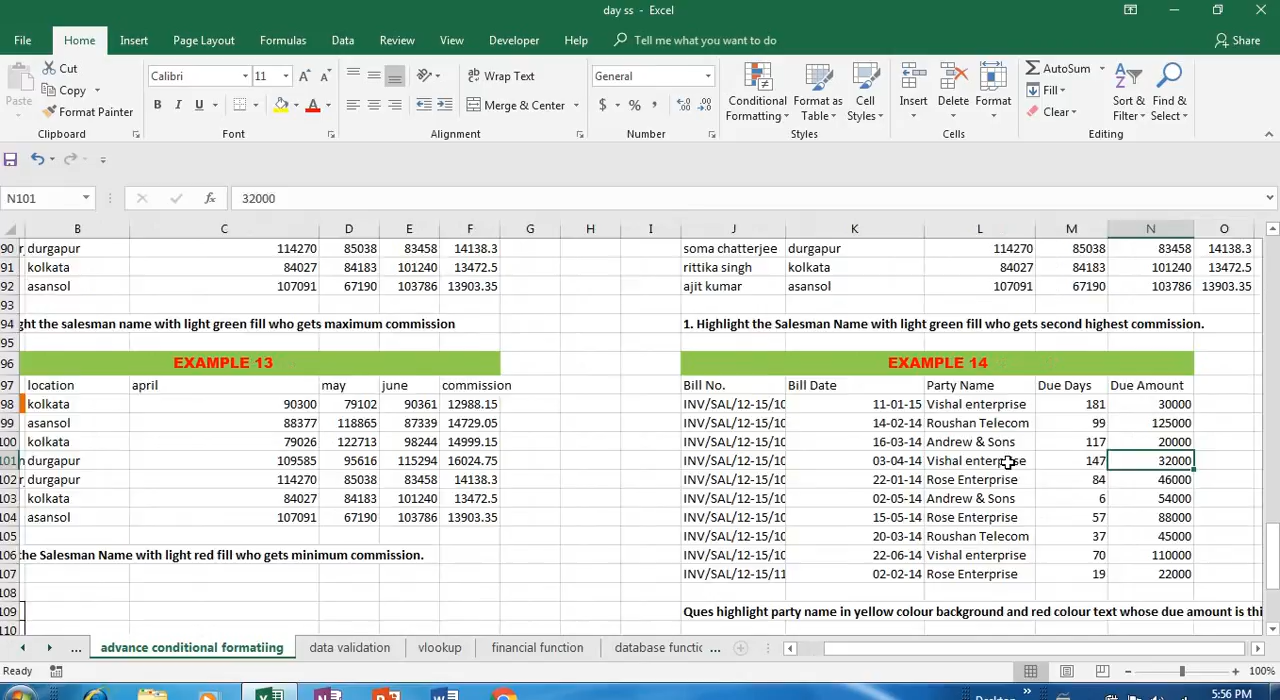 day ss - Excel
File Home Insert Page Layout Formulas Data Review View Developer Help Tell me what you want to do Share
Paste Cut Copy Format Painter Clipboard
Calibri 11 A A B I U A Font
Wrap Text Merge & Center Alignment
General $ % , Number
Conditional Formatting Format as Table Cell Styles Styles
Insert Delete Format Cells
AutoSum Fill Clear Sort & Filter Find & Select Editing
N101 fx 32000
B C D E F G H I J K L M N O
90 durgapur 114270 85038 83458 14138.3 soma chatterjee durgapur 114270 85038 83458 14138.3
91 kolkata 84027 84183 101240 13472.5 rittika singh kolkata 84027 84183 101240 13472.5
92 asansol 107091 67190 103786 13903.35 ajit kumar asansol 107091 67190 103786 13903.35
93
94 ght the salesman name with light green fill who gets maximum commission 1. Highlight the Salesman Name with light green fill who gets second highest commission.
95
96 EXAMPLE 13 EXAMPLE 14
97 location april may june commission Bill No. Bill Date Party Name Due Days Due Amount
98 kolkata 90300 79102 90361 12988.15 INV/SAL/12-15/10 11-01-15 Vishal enterprise 181 30000
99 asansol 88377 118865 87339 14729.05 INV/SAL/12-15/10 14-02-14 Roushan Telecom 99 125000
100 kolkata 79026 122713 98244 14999.15 INV/SAL/12-15/10 16-03-14 Andrew & Sons 117 20000
101 durgapur 109585 95616 115294 16024.75 INV/SAL/12-15/10 03-04-14 Vishal enterprise 147 32000
102 durgapur 114270 85038 83458 14138.3 INV/SAL/12-15/10 22-01-14 Rose Enterprise 84 46000
103 kolkata 84027 84183 101240 13472.5 INV/SAL/12-15/10 02-05-14 Andrew & Sons 6 54000
104 asansol 107091 67190 103786 13903.35 INV/SAL/12-15/10 15-05-14 Rose Enterprise 57 88000
105 INV/SAL/12-15/10 20-03-14 Roushan Telecom 37 45000
106 the Salesman Name with light red fill who gets minimum commission. INV/SAL/12-15/10 22-06-14 Vishal enterprise 70 110000
107 INV/SAL/12-15/11 02-02-14 Rose Enterprise 19 22000
108
109 Ques highlight party name in yellow colour background and red colour text whose due amount is thi
110
... advance conditional formatiing data validation vlookup financial function database functic ...
Ready 100%
Desktop 5:56 PM